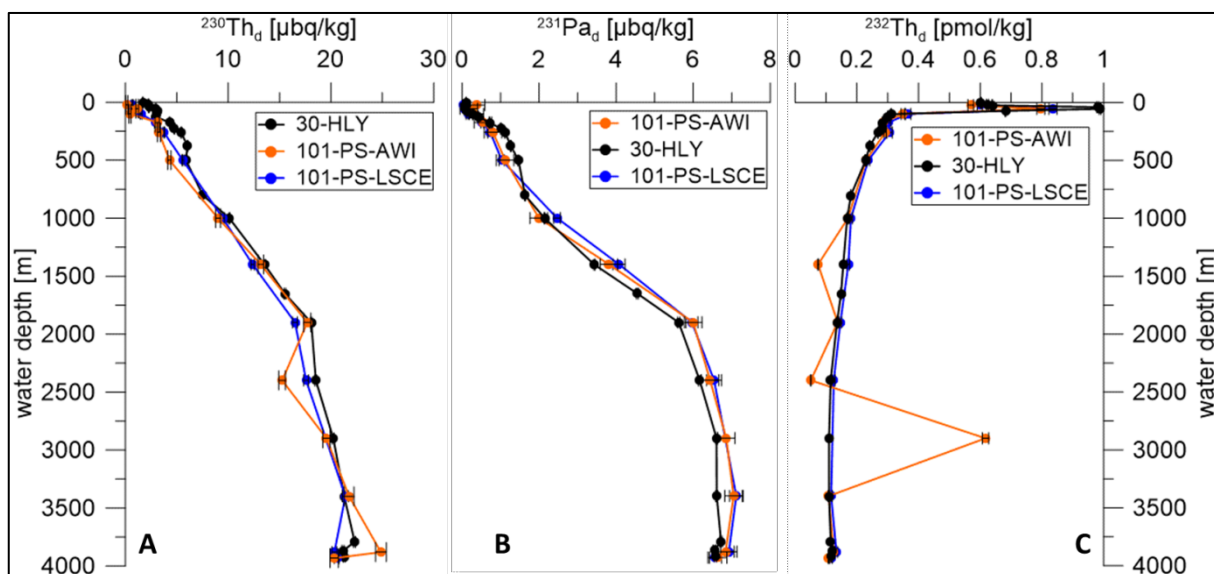 ²³⁰Th_d [µbq/kg]
0 10 20 30
²³¹Pa_d [µbq/kg]
0 2 4 6 8
²³²Th_d [pmol/kg]
0 0.2 0.4 0.6 0.8 1
water depth [m]
0
500
1000
1500
2000
2500
3000
3500
4000
30-HLY
101-PS-AWI
101-PS-LSCE
A
101-PS-AWI
30-HLY
101-PS-LSCE
B
101-PS-AWI
30-HLY
101-PS-LSCE
C
0
500
1000
1500
2000
2500
3000
3500
4000
water depth [m]